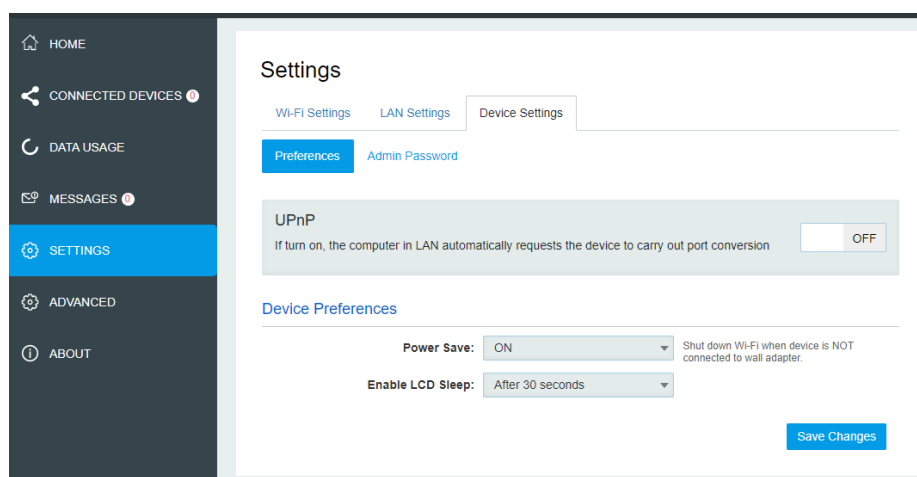 HOME
CONNECTED DEVICES 0
DATA USAGE
MESSAGES 0
SETTINGS
ADVANCED
ABOUT
Settings
Wi-Fi Settings LAN Settings Device Settings
Preferences Admin Password
UPnP
If turn on, the computer in LAN automatically requests the device to carry out port conversion OFF
Device Preferences
Power Save: ON Shut down Wi-Fi when device is NOT
connected to wall adapter.
Enable LCD Sleep: After 30 seconds
Save Changes